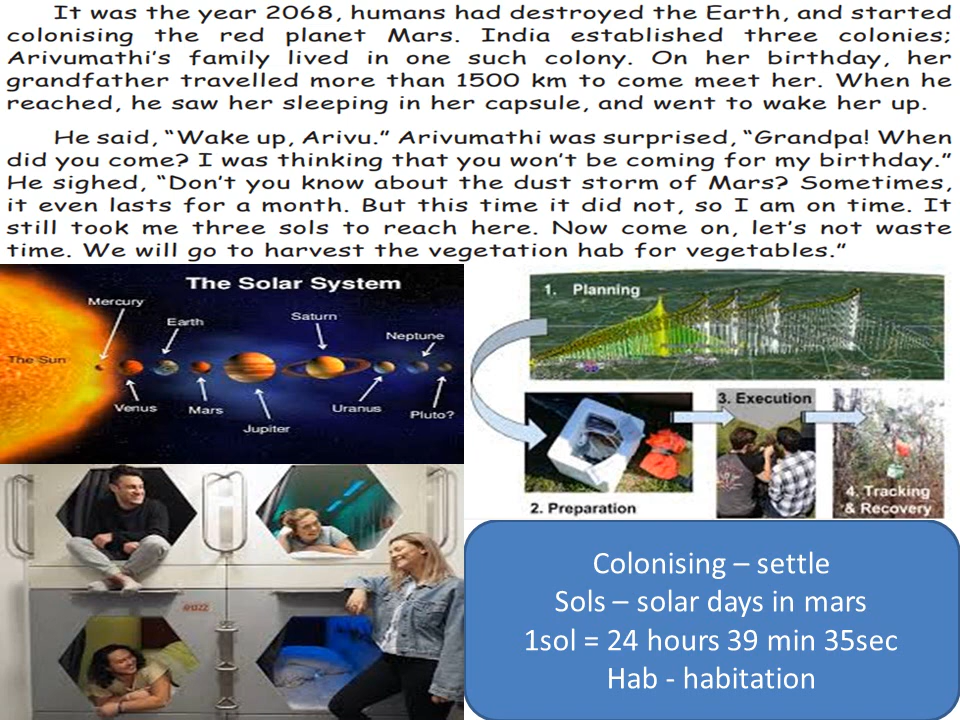 It was the year 2068, humans had destroyed the Earth, and started
colonising the red planet Mars. India established three colonies;
Arivumathi's family lived in one such colony. On her birthday, her
grandfather travelled more than 1500 km to come meet her. When he
reached, he saw her sleeping in her capsule, and went to wake her up.
He said, “Wake up, Arivu.” Arivumathi was surprised, “Grandpa! When
did you come? I was thinking that you won't be coming for my birthday.”
He sighed, “Don't you know about the dust storm of Mars? Sometimes,
it even lasts for a month. But this time it did not, so I am on time. It
still took me three sols to reach here. Now come on, let's not waste
time. We will go to harvest the vegetation hab for vegetables.”
The Solar System
Mercury
Earth
Saturn
Neptune
The Sun
Venus
Mars
Jupiter
Uranus
Pluto?
1. Planning
2. Preparation
3. Execution
4. Tracking
& Recovery
Colonising – settle
Sols – solar days in mars
1sol = 24 hours 39 min 35sec
Hab - habitation